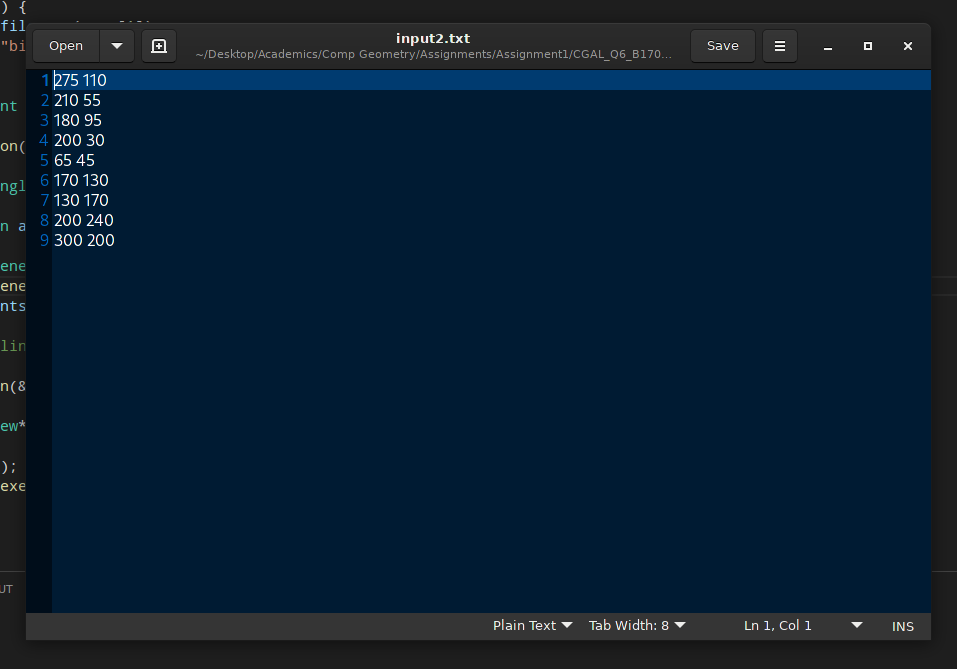 ) {
fil
"bi
nt
on(
ngl
n a
ene
ene
nts
lin
n(&
ew*
);
exe
UT
Open
input2.txt
~/Desktop/Academics/Comp Geometry/Assignments/Assignment1/CGAL_Q6_B170...
Save
1 275 110
2 210 55
3 180 95
4 200 30
5 65 45
6 170 130
7 130 170
8 200 240
9 300 200
Plain Text
Tab Width: 8
Ln 1, Col 1
INS